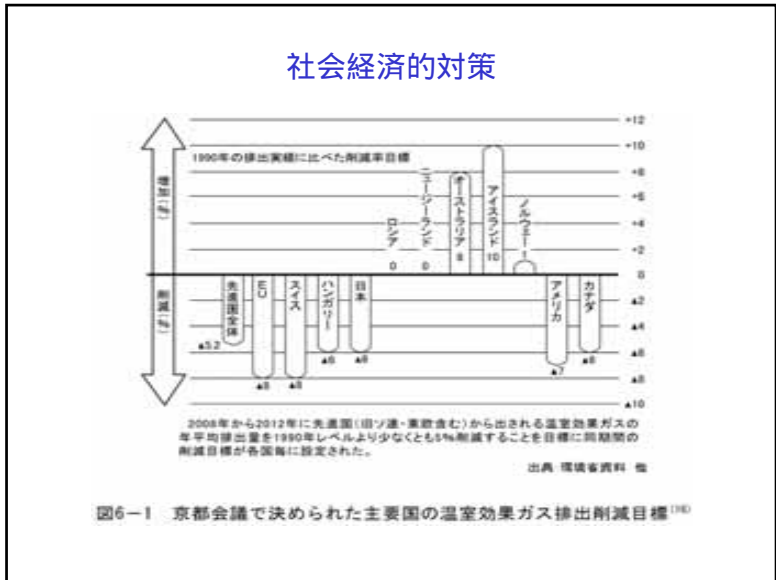 社会経済的対策
+12
+10
+8
+6
+4
+2
0
▲2
▲4
▲6
▲8
▲10
増加(%)
削減(%)
1990年の排出実績に比べた削減率目標
先進国全体
▲5.2
EU
▲8
スイス
▲8
ハンガリー
▲6
日本
▲6
ロシア
0
ニュージーランド
0
オーストラリア
8
アイスランド
10
ノルウェー
1
アメリカ
▲7
カナダ
▲6
2008年から2012年に先進国(旧ソ連・東欧含む)から出される温室効果ガスの
年平均排出量を1990年レベルより少なくとも5%削減することを目標に同期間の
削減目標が各国毎に設定された。
出典 環境省資料 他
図6-1 京都会議で決められた主要国の温室効果ガス排出削減目標